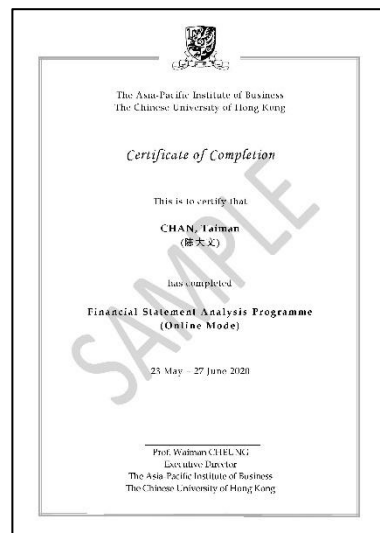 The Asia-Pacific Institute of Business
The Chinese University of Hong Kong
Certificate of Completion
This is to certify that
CHAN, Taiman
(陈大文)
has completed
Financial Statement Analysis Programme
(Online Mode)
23 May – 27 June 2020
SAMPLE
Prof. Waiman CHEUNG
Executive Director
The Asia-Pacific Institute of Business
The Chinese University of Hong Kong